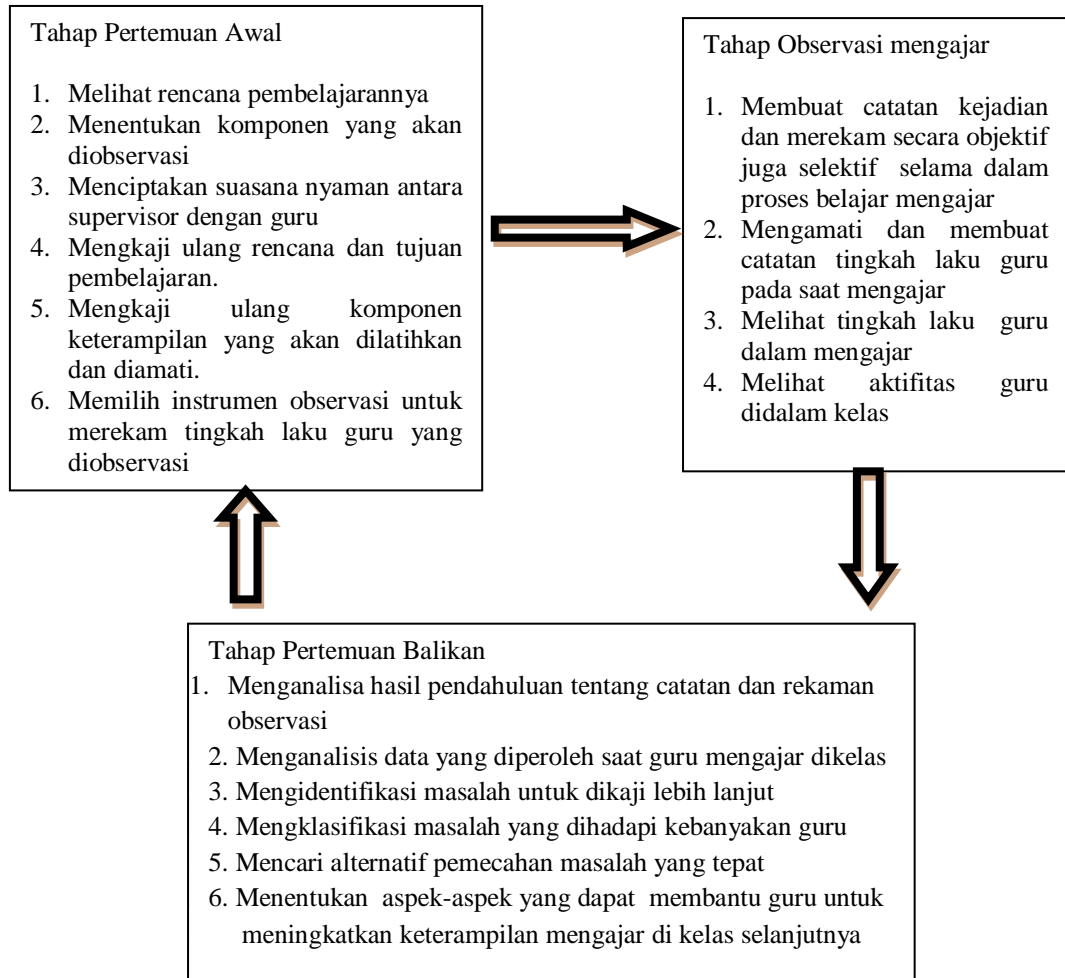 Tahap Pertemuan Awal
1. Melihat rencana pembelajarannya
2. Menentukan komponen yang akan
diobservasi
3. Menciptakan suasana nyaman antara
supervisor dengan guru
4. Mengkaji ulang rencana dan tujuan
pembelajaran.
5. Mengkaji ulang komponen
keterampilan yang akan dilatihkan
dan diamati.
6. Memilih instrumen observasi untuk
merekam tingkah laku guru yang
diobservasi
Tahap Observasi mengajar
1. Membuat catatan kejadian
dan merekam secara objektif
juga selektif selama dalam
proses belajar mengajar
2. Mengamati dan membuat
catatan tingkah laku guru
pada saat mengajar
3. Melihat tingkah laku guru
dalam mengajar
4. Melihat aktifitas guru
didalam kelas
Tahap Pertemuan Balikan
1. Menganalisa hasil pendahuluan tentang catatan dan rekaman
observasi
2. Menganalisis data yang diperoleh saat guru mengajar dikelas
3. Mengidentifikasi masalah untuk dikaji lebih lanjut
4. Mengklasifikasi masalah yang dihadapi kebanyakan guru
5. Mencari alternatif pemecahan masalah yang tepat
6. Menentukan aspek-aspek yang dapat membantu guru untuk
meningkatkan keterampilan mengajar di kelas selanjutnya